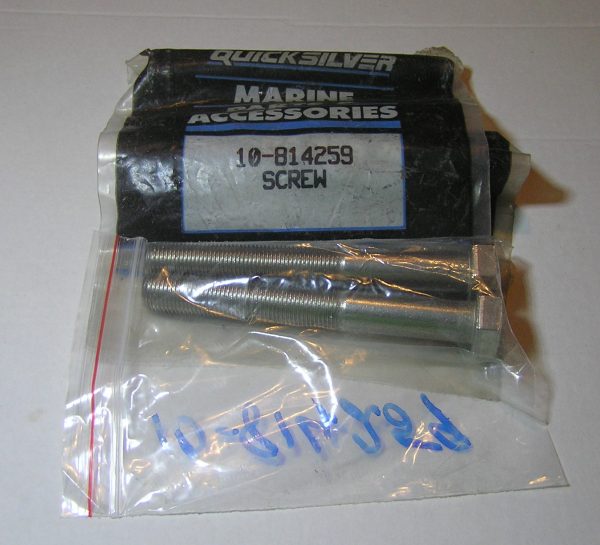 QUICKSILVER
MARINE
ACCESSORIES
10-814259
SCREW
10-814259